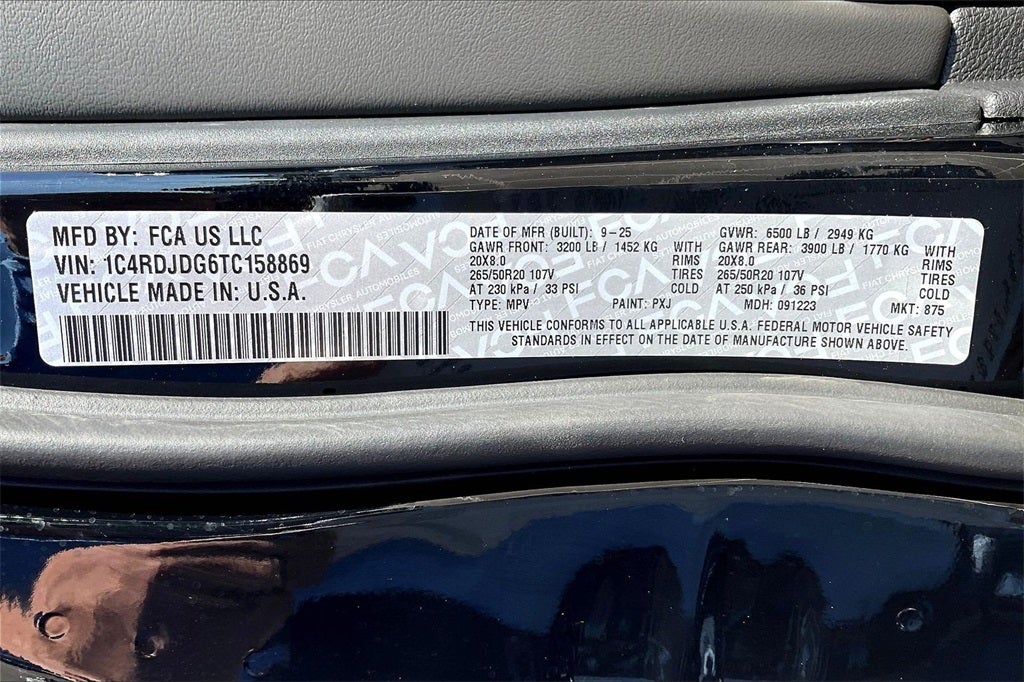 MFD BY: FCA US LLC
VIN: 1C4RDJDG6TC158869
VEHICLE MADE IN: U.S.A.
DATE OF MFR (BUILT): 9-25 GVWR: 6500 LB / 2949 KG
GAWR FRONT: 3200 LB / 1452 KG WITH GAWR REAR: 3900 LB / 1770 KG WITH
20X8.0 RIMS 20X8.0 RIMS
265/50R20 107V TIRES 265/50R20 107V TIRES
AT 230 kPa / 33 PSI COLD AT 250 kPa / 36 PSI COLD
TYPE: MPV PAINT: PXJ MDH: 091223 MKT: 875
THIS VEHICLE CONFORMS TO ALL APPLICABLE U.S.A. FEDERAL MOTOR VEHICLE SAFETY
STANDARDS IN EFFECT ON THE DATE OF MANUFACTURE SHOWN ABOVE.